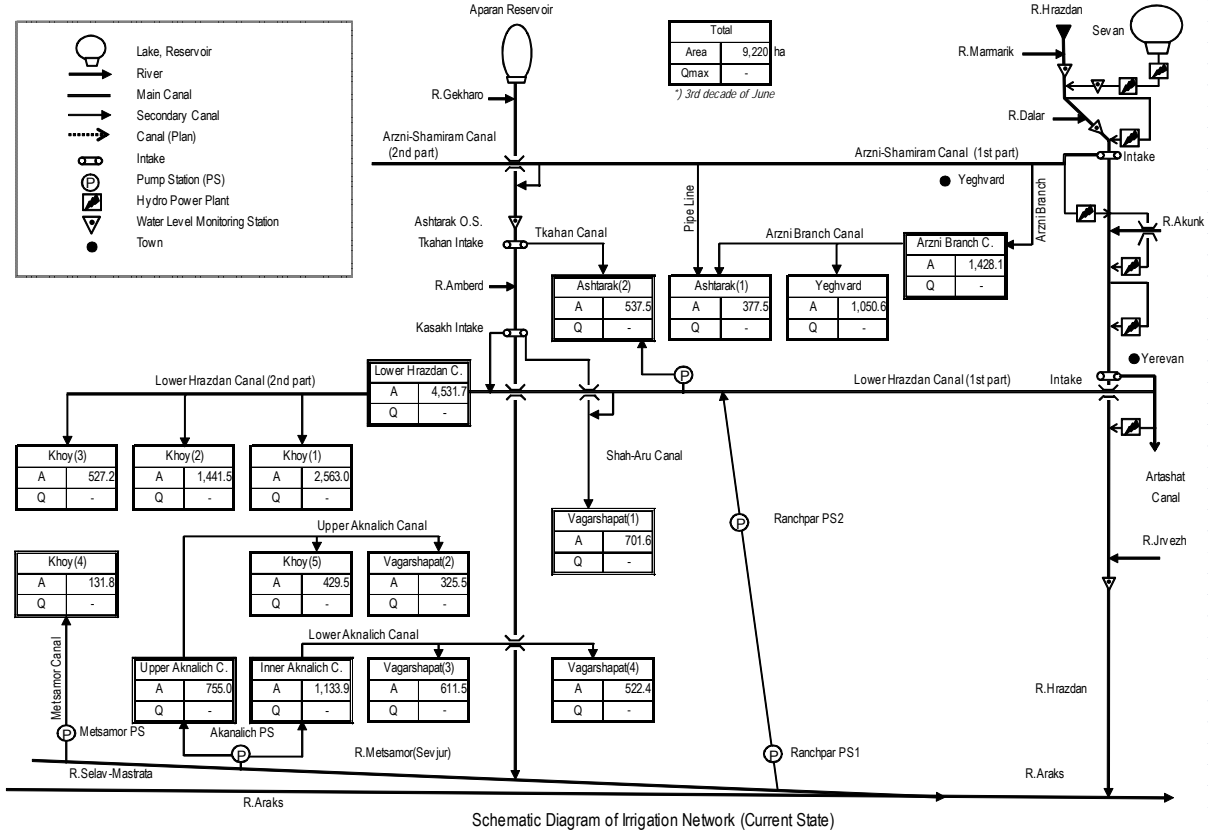 Aparan Reservoir
R.Hrazdan
Sevan
Lake, Reservoir
River
Main Canal
Secondary Canal
Canal (Plan)
Intake
P
Pump Station (PS)
Hydro Power Plant
Water Level Monitoring Station
Town
Total
Area 9,220 ha
Qmax -
*) 3rd decade of June
R.Marmarik
R.Gekharo
R.Dalar
Arzni-Shamiram Canal
(2nd part)
Arzni-Shamiram Canal (1st part)
Intake
Yeghvard
Pipe Line
Arzni Branch
R.Akunk
Ashtarak O.S.
Tkahan Intake
Tkahan Canal
Arzni Branch Canal
Arzni Branch C.
A 1,428.1
Q -
R.Amberd
Ashtarak(2)
A 537.5
Q -
Ashtarak(1)
A 377.5
Q -
Yeghvard
A 1,050.6
Q -
Kasakh Intake
Yerevan
P
Lower Hrazdan Canal (2nd part)
Lower Hrazdan C.
A 4,531.7
Q -
Lower Hrazdan Canal (1st part)
Intake
Khoy(3)
A 527.2
Q -
Khoy(2)
A 1,441.5
Q -
Khoy(1)
A 2,563.0
Q -
Shah-Aru Canal
Artashat
Canal
Vagarshapat(1)
A 701.6
Q -
P
Ranchpar PS2
Upper Aknalich Canal
R.Jrvezh
Khoy(4)
A 131.8
Q -
Khoy(5)
A 429.5
Q -
Vagarshapat(2)
A 325.5
Q -
Metsamor Canal
Lower Aknalich Canal
Upper Aknalich C.
A 755.0
Q -
Inner Aknalich C.
A 1,133.9
Q -
Vagarshapat(3)
A 611.5
Q -
Vagarshapat(4)
A 522.4
Q -
R.Hrazdan
P
Metsamor PS
Akanalich PS
P
R.Metsamor(Sevjur)
P
Ranchpar PS1
R.Selav-Mastrata
R.Araks
R.Araks
Schematic Diagram of Irrigation Network (Current State)